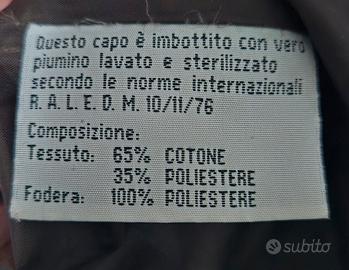 Questo capo è imbottito con vero
piumino lavato e sterilizzato
secondo le norme internazionali
R. A. L. E. D. M. 10/11/76
Composizione:
Tessuto: 65% COTONE
35% POLIESTERE
Fodera: 100% POLIESTERE
subito